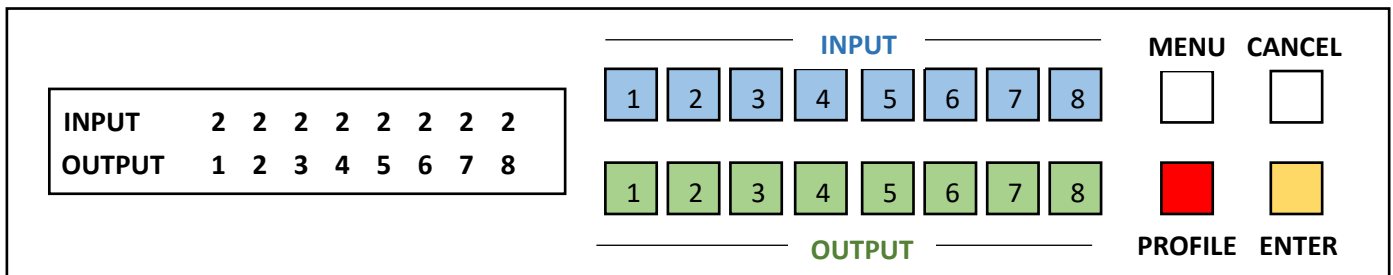 INPUT 2 2 2 2 2 2 2 2
OUTPUT 1 2 3 4 5 6 7 8
INPUT
1 2 3 4 5 6 7 8
1 2 3 4 5 6 7 8
OUTPUT
MENU CANCEL
PROFILE ENTER